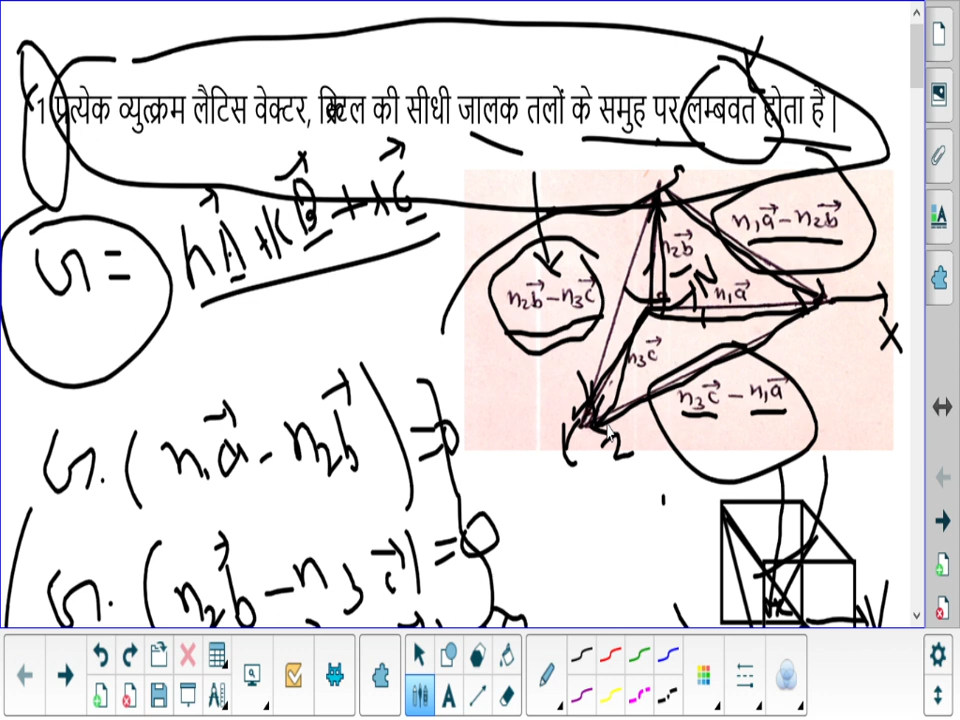 1 प्रत्येक व्युत्क्रम लैटिस वेक्टर, क्रिस्टल की सीधी जालक तलों के समुह पर लम्बवत होता है |
G = hA + KB + lC
n₁a – n₂b
n₂b
n₂b – n₃c
n₁a
X
n₃c
n₃c – n₁a
Z
G. (n₁a – n₂b) = 0
G. (n₂b – n₃c) = 0